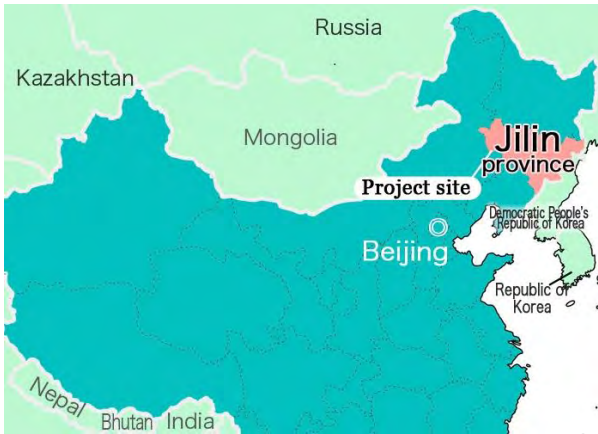 Russia
Kazakhstan
Mongolia
Jilin
province
Project site
Democratic People's
Republic of Korea
Beijing
Republic of
Korea
Nepal
Bhutan
India